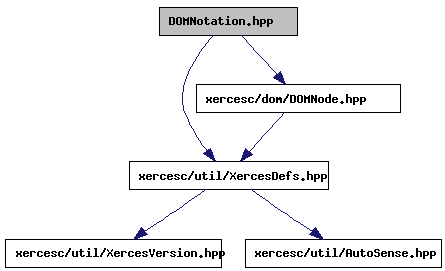 DOMNotation.hpp
xercesc/dom/DOMNode.hpp
xercesc/util/XercesDefs.hpp
xercesc/util/XercesVersion.hpp
xercesc/util/AutoSense.hpp